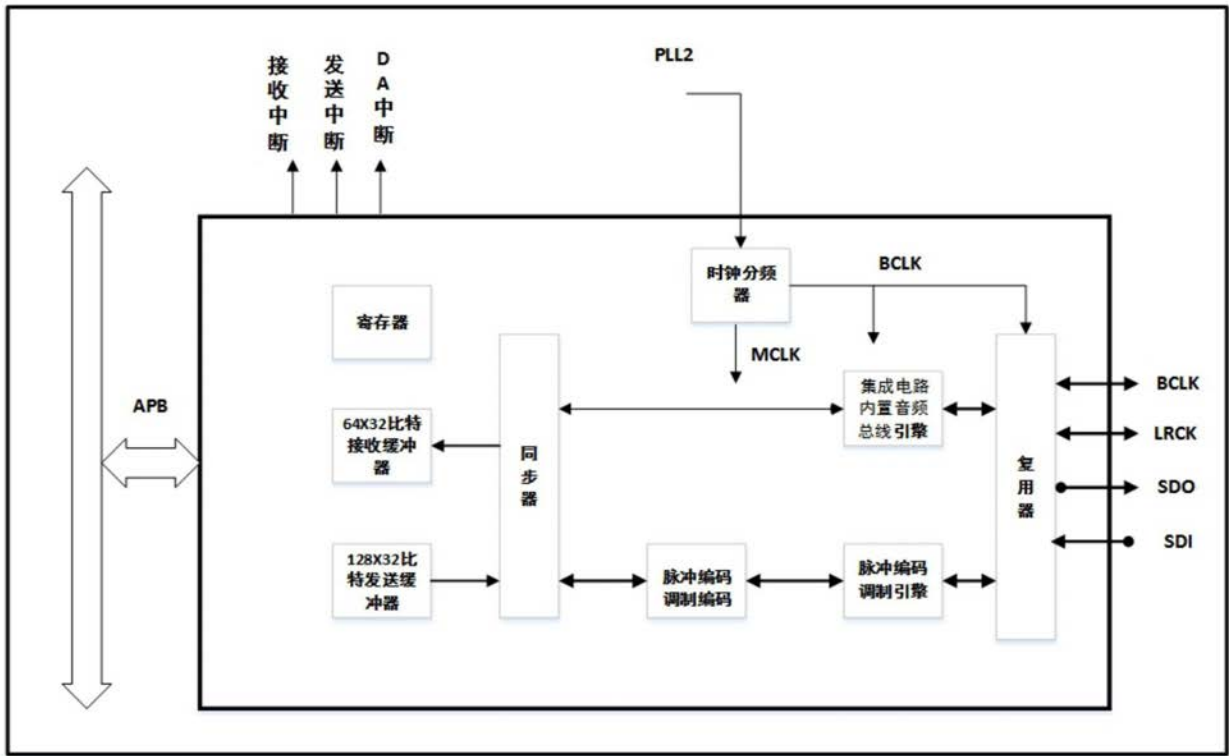 接收中断
发送中断
DA中断
PLL2
时钟分频
器
BCLK
寄存器
MCLK
APB
64X32比特
接收缓冲
器
同步器
集成电路
内置音频
总线引擎
复用器
BCLK
LRCK
SDO
SDI
128X32比
特发送缓
冲器
脉冲编码
调制编码
脉冲编码
调制引擎